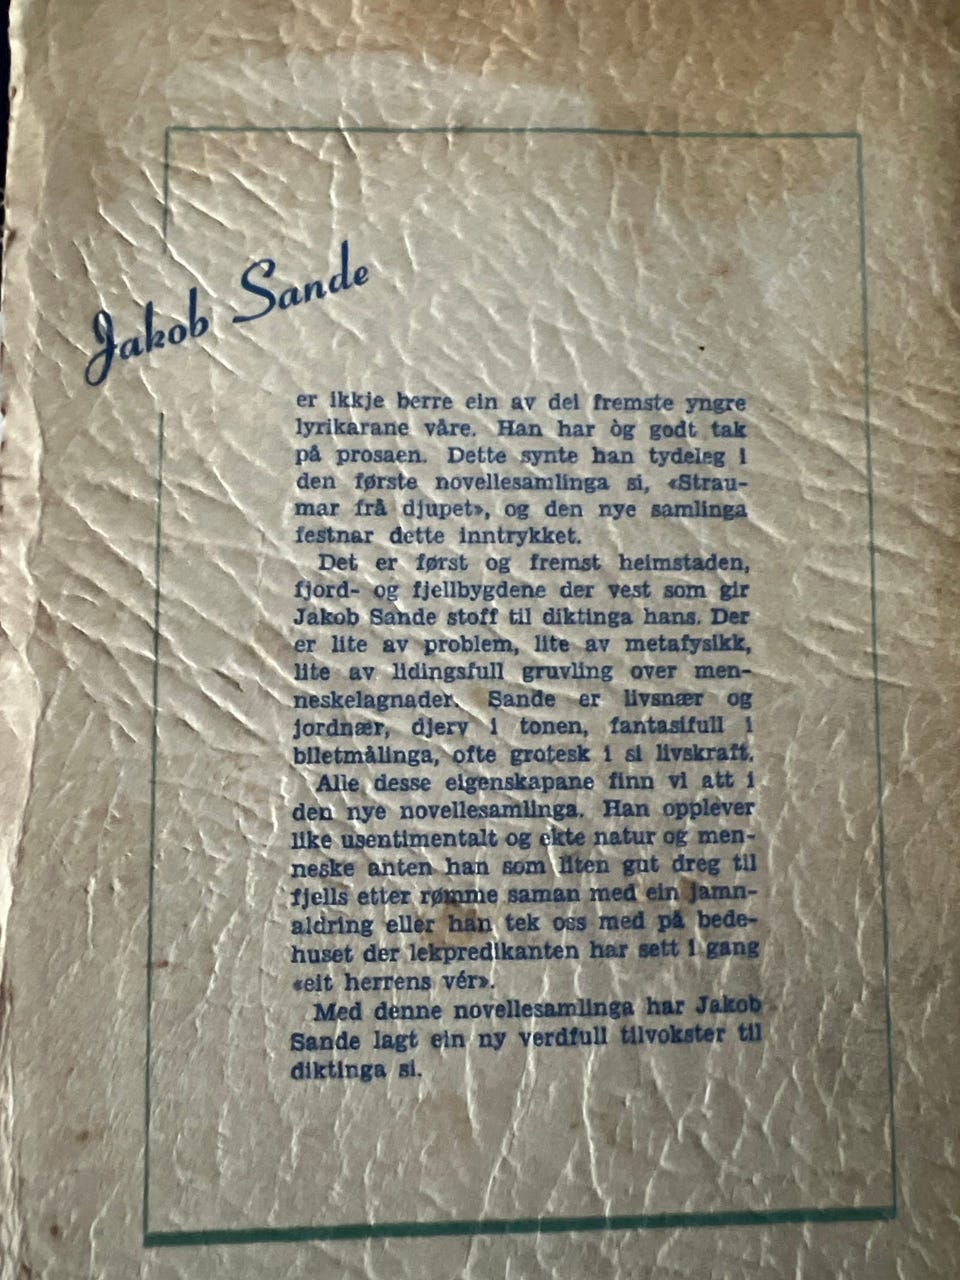 Jakob Sande
er ikkje berre ein av dei fremste yngre
lyrikarane våre. Han har òg godt tak
på prosaen. Dette synte han tydeleg i
den første novellesamlinga si, «Strau-
mar frå djupet», og den nye samlinga
festnar dette inntrykket.
Det er først og fremst heimstaden,
fjord- og fjellbygdene der vest som gir
Jakob Sande stoff til diktinga hans. Der
er lite av problem, lite av metafysikk,
lite av lidingsfull gruvling over men-
neskelagnader. Sande er livsnær og
jordnær, djerv i tonen, fantasifull i
biletmålinga, ofte grotesk i si livskraft.
Alle desse eigenskapane finn vi att i
den nye novellesamlinga. Han opplever
like usentimentalt og ekte natur og men-
neske anten han som liten gut dreg til
fjells etter rømme saman med ein jamn-
aldring eller han tek oss med på bede-
huset der lekpredikanten har sett i gang
«eit herrens vér».
Med denne novellesamlinga har Jakob
Sande lagt ein ny verdfull tilvokster til
diktinga si.